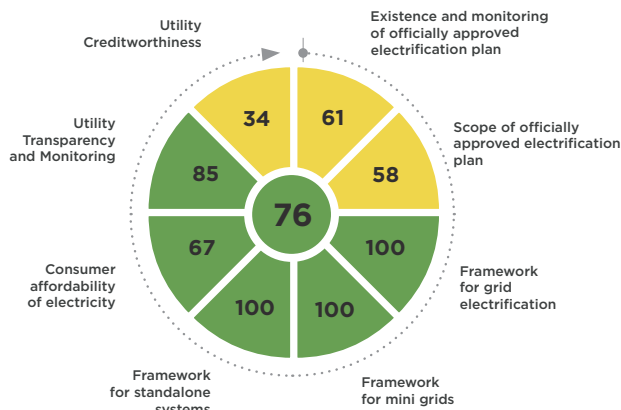 Utility
Creditworthiness
34
Existence and monitoring
of officially approved
electrification plan
61
Scope of officially
approved electrification
plan
58
Framework
for grid
electrification
100
Framework
for mini grids
100
Framework
for standalone
systems
100
Consumer
affordability
of electricity
67
Utility
Transparency
and Monitoring
85
76